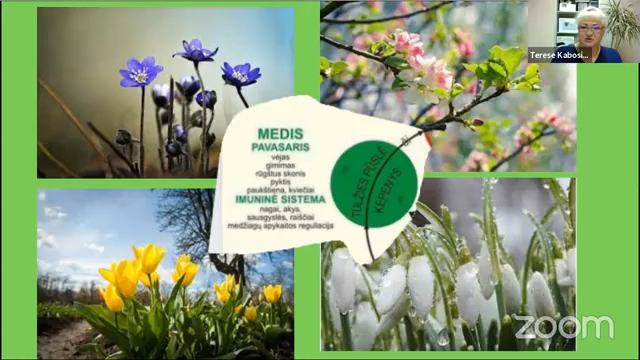 Terese Kabosi...
MEDIS
PAVASARIS
vėjas
gimimas
rūgštus skonis
pyktis
paukštiena, kviečiai
IMUNINĖ SISTEMA
nagai, akys,
sausgyslės, raiščiai
medžiagų apykaitos reguliacija
TULŽIES PŪSLĖ
KEPENYS
zoom